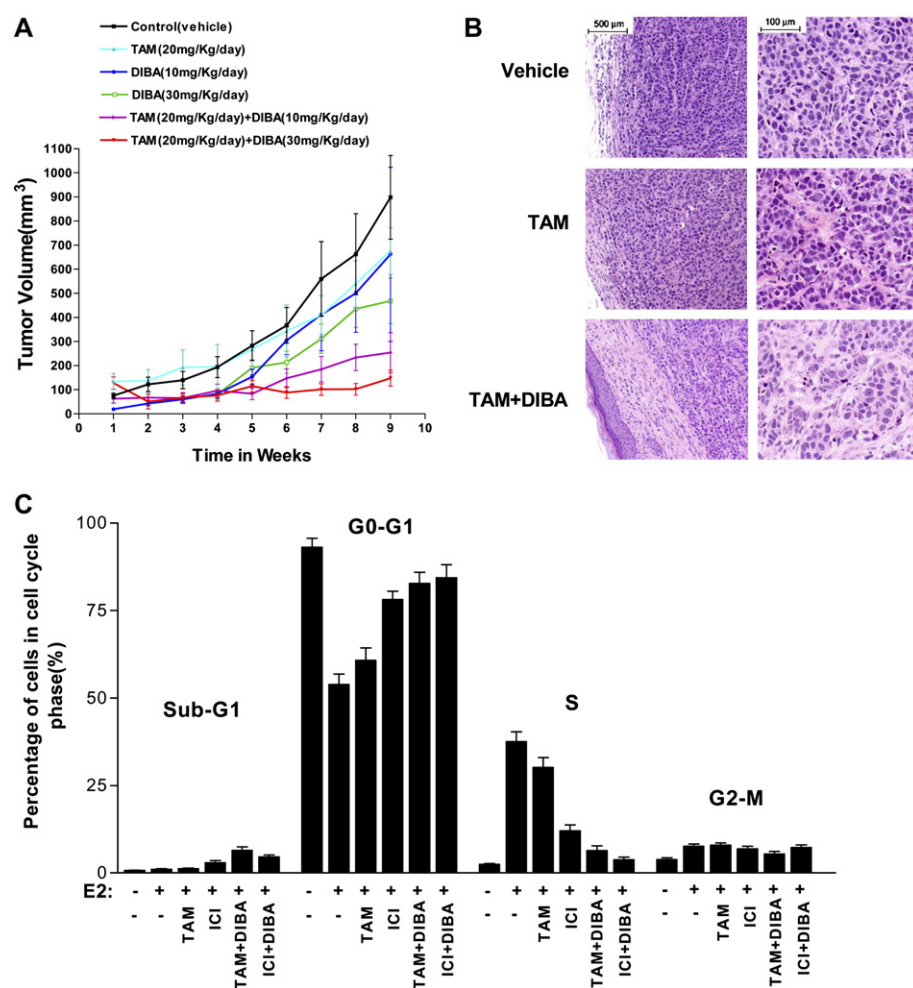 A
Control(vehicle)
TAM(20mg/Kg/day)
DIBA(10mg/Kg/day)
DIBA(30mg/Kg/day)
TAM(20mg/Kg/day)+DIBA(10mg/Kg/day)
TAM(20mg/Kg/day)+DIBA(30mg/Kg/day)
Tumor Volume(mm³)
1100
1000
900
800
700
600
500
400
300
200
100
0
0 1 2 3 4 5 6 7 8 9 10
Time in Weeks
B
500 µm
100 µm
Vehicle
TAM
TAM+DIBA
C
Percentage of cells in cell cycle
phase(%)
100
75
50
25
0
Sub-G1
G0-G1
S
G2-M
E2: - + + + + + - + + + + + - + + + + + - + + + + +
- - TAM ICI TAM+DIBA ICI+DIBA - - TAM ICI TAM+DIBA ICI+DIBA - - TAM ICI TAM+DIBA ICI+DIBA - - TAM ICI TAM+DIBA ICI+DIBA